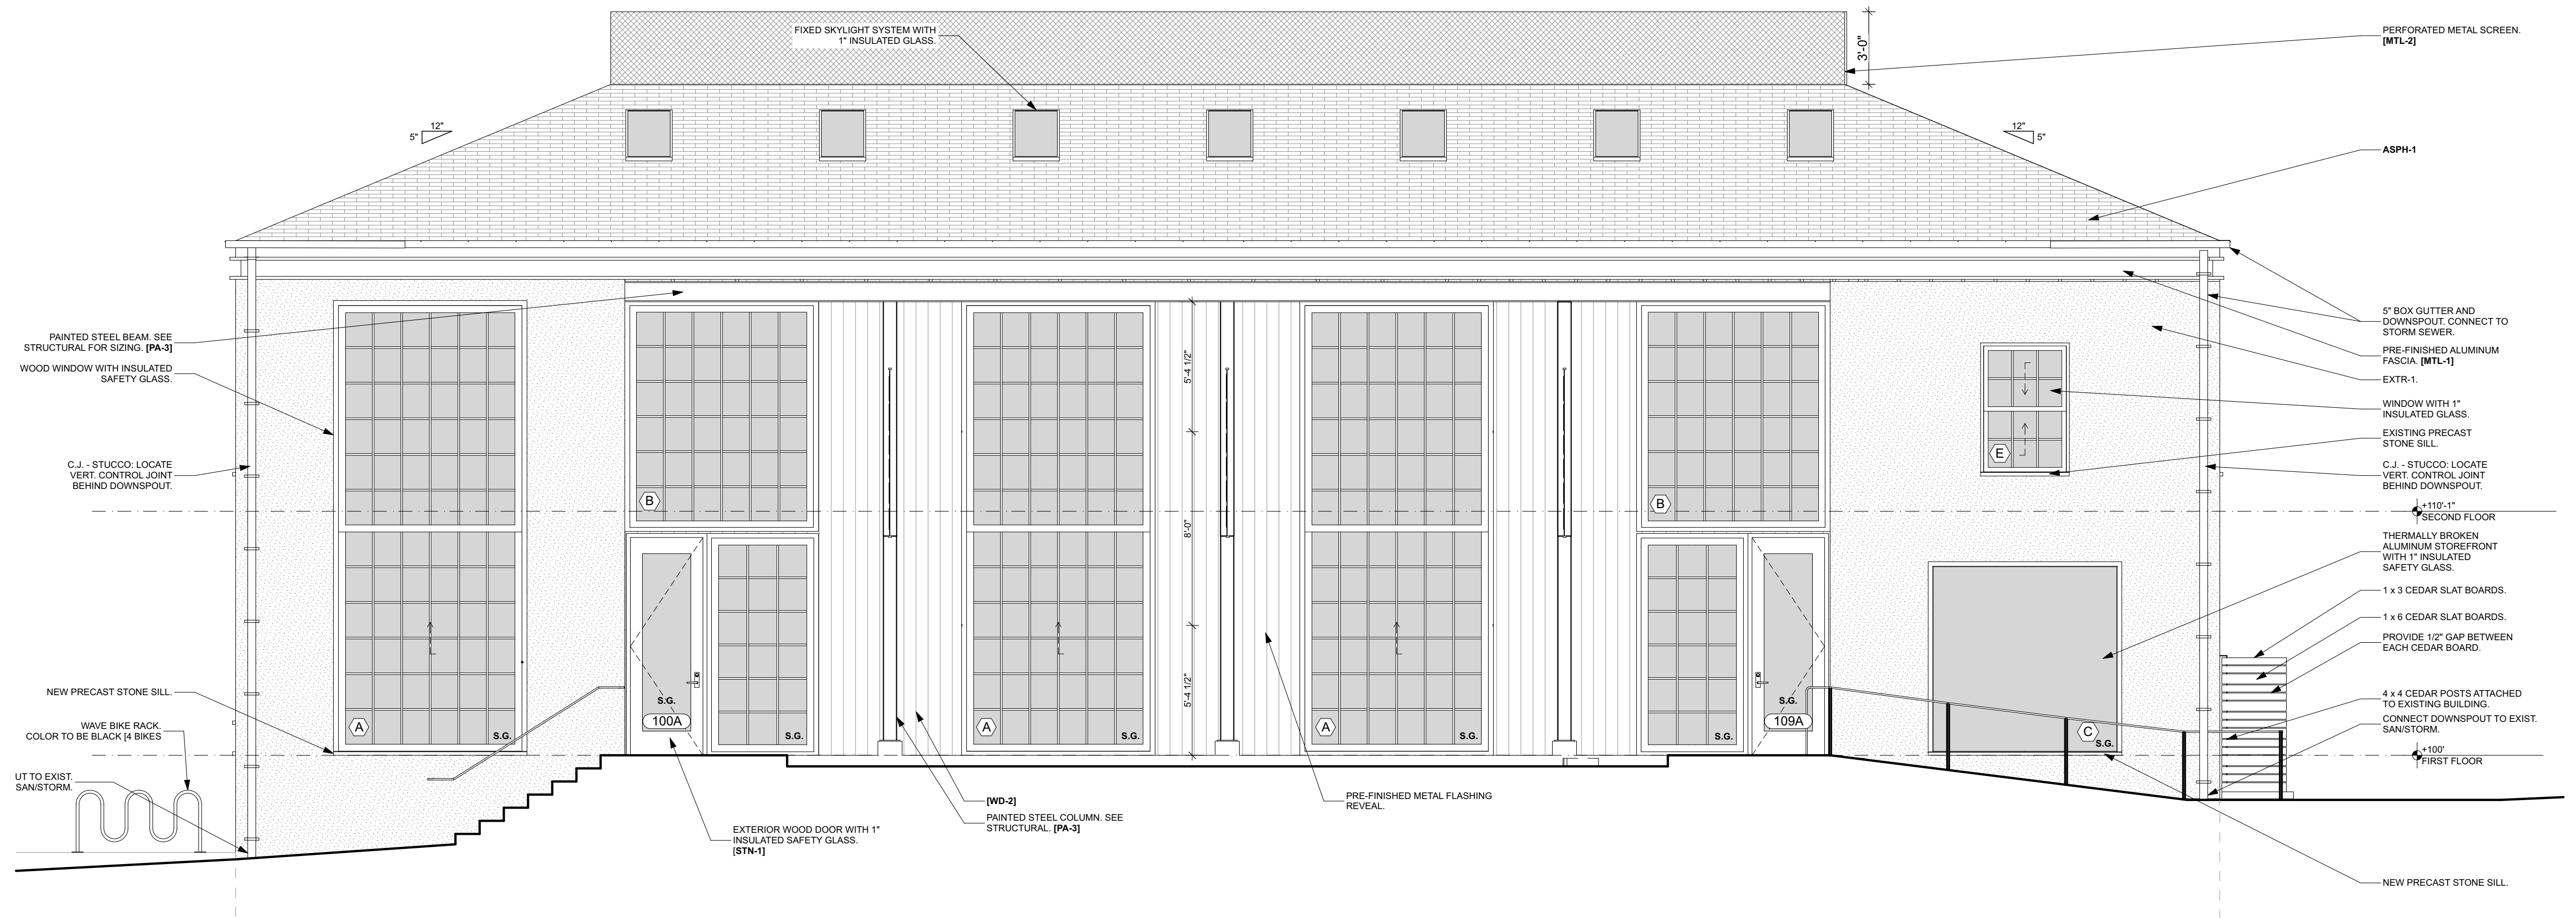 FIXED SKYLIGHT SYSTEM WITH
1" INSULATED GLASS.
3'-0"
PERFORATED METAL SCREEN.
[MTL-2]
12"
5"
12"
5"
ASPH-1
PAINTED STEEL BEAM. SEE
STRUCTURAL FOR SIZING. [PA-3]
WOOD WINDOW WITH INSULATED
SAFETY GLASS.
C.J. - STUCCO: LOCATE
VERT. CONTROL JOINT
BEHIND DOWNSPOUT.
NEW PRECAST STONE SILL.
WAVE BIKE RACK.
COLOR TO BE BLACK [4 BIKES
UT TO EXIST.
SAN/STORM.
A
S.G.
B
S.G.
100A
S.G.
A
S.G.
5'-4 1/2"
8'-0"
5'-4 1/2"
A
S.G.
B
S.G.
S.G.
109A
E
C
S.G.
5" BOX GUTTER AND
DOWNSPOUT. CONNECT TO
STORM SEWER.
PRE-FINISHED ALUMINUM
FASCIA. [MTL-1]
EXTR-1.
WINDOW WITH 1"
INSULATED GLASS.
EXISTING PRECAST
STONE SILL.
C.J. - STUCCO: LOCATE
VERT. CONTROL JOINT
BEHIND DOWNSPOUT.
+110'-1"
SECOND FLOOR
THERMALLY BROKEN
ALUMINUM STOREFRONT
WITH 1" INSULATED
SAFETY GLASS.
1 x 3 CEDAR SLAT BOARDS.
1 x 6 CEDAR SLAT BOARDS.
PROVIDE 1/2" GAP BETWEEN
EACH CEDAR BOARD.
4 x 4 CEDAR POSTS ATTACHED
TO EXISTING BUILDING.
CONNECT DOWNSPOUT TO EXIST.
SAN/STORM.
+100'
FIRST FLOOR
[WD-2]
PAINTED STEEL COLUMN. SEE
STRUCTURAL. [PA-3]
EXTERIOR WOOD DOOR WITH 1"
INSULATED SAFETY GLASS.
[STN-1]
PRE-FINISHED METAL FLASHING
REVEAL.
NEW PRECAST STONE SILL.